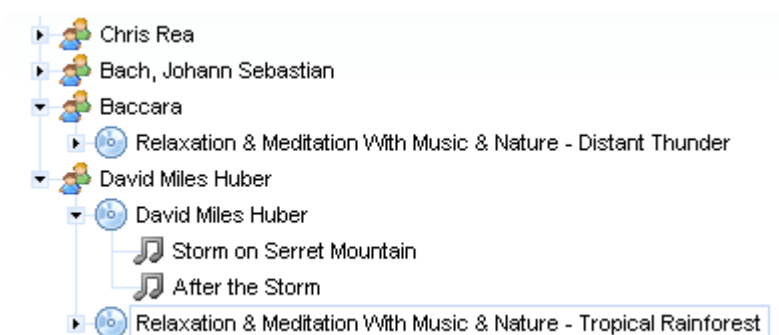 Chris Rea
Bach, Johann Sebastian
Baccara
Relaxation & Meditation With Music & Nature - Distant Thunder
David Miles Huber
David Miles Huber
Storm on Serret Mountain
After the Storm
Relaxation & Meditation With Music & Nature - Tropical Rainforest